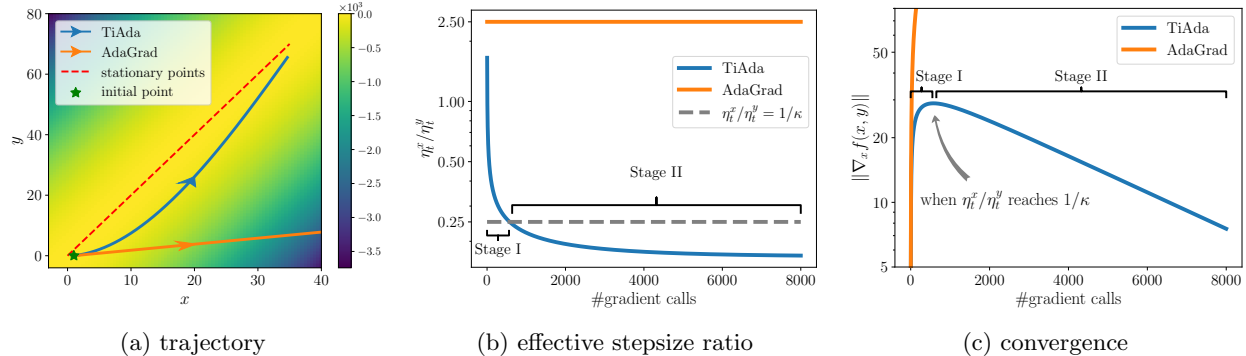 80
60
40
20
0
0
10
20
30
40
x
y
TiAda
AdaGrad
stationary points
initial point
×10³
0.0
−0.5
−1.0
−1.5
−2.0
−2.5
−3.0
−3.5
(a) trajectory
2.50
1.00
0.50
0.25
η_t^x/η_t^y
TiAda
AdaGrad
η_t^x/η_t^y = 1/κ
Stage II
Stage I
0
2000
4000
6000
8000
#gradient calls
(b) effective stepsize ratio
50
20
10
5
‖∇ₓf(x, y)‖
TiAda
AdaGrad
Stage I
Stage II
when η_t^x/η_t^y reaches 1/κ
0
2000
4000
6000
8000
#gradient calls
(c) convergence